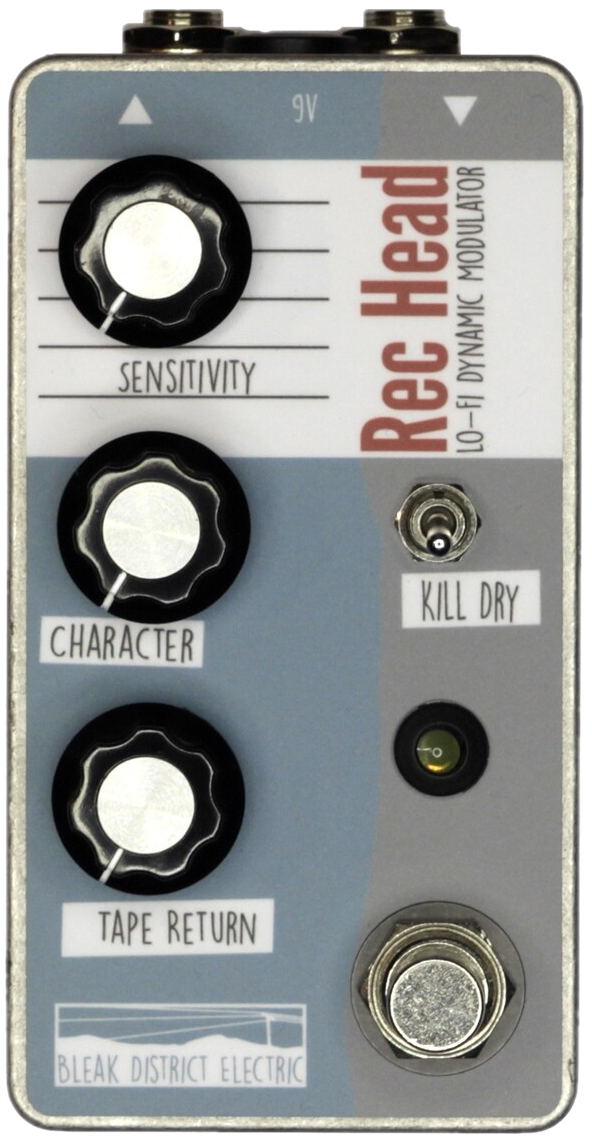 9V
Rec Head
LO-FI DYNAMIC MODULATOR
SENSITIVITY
KILL DRY
CHARACTER
TAPE RETURN
BLEAK DISTRICT ELECTRIC